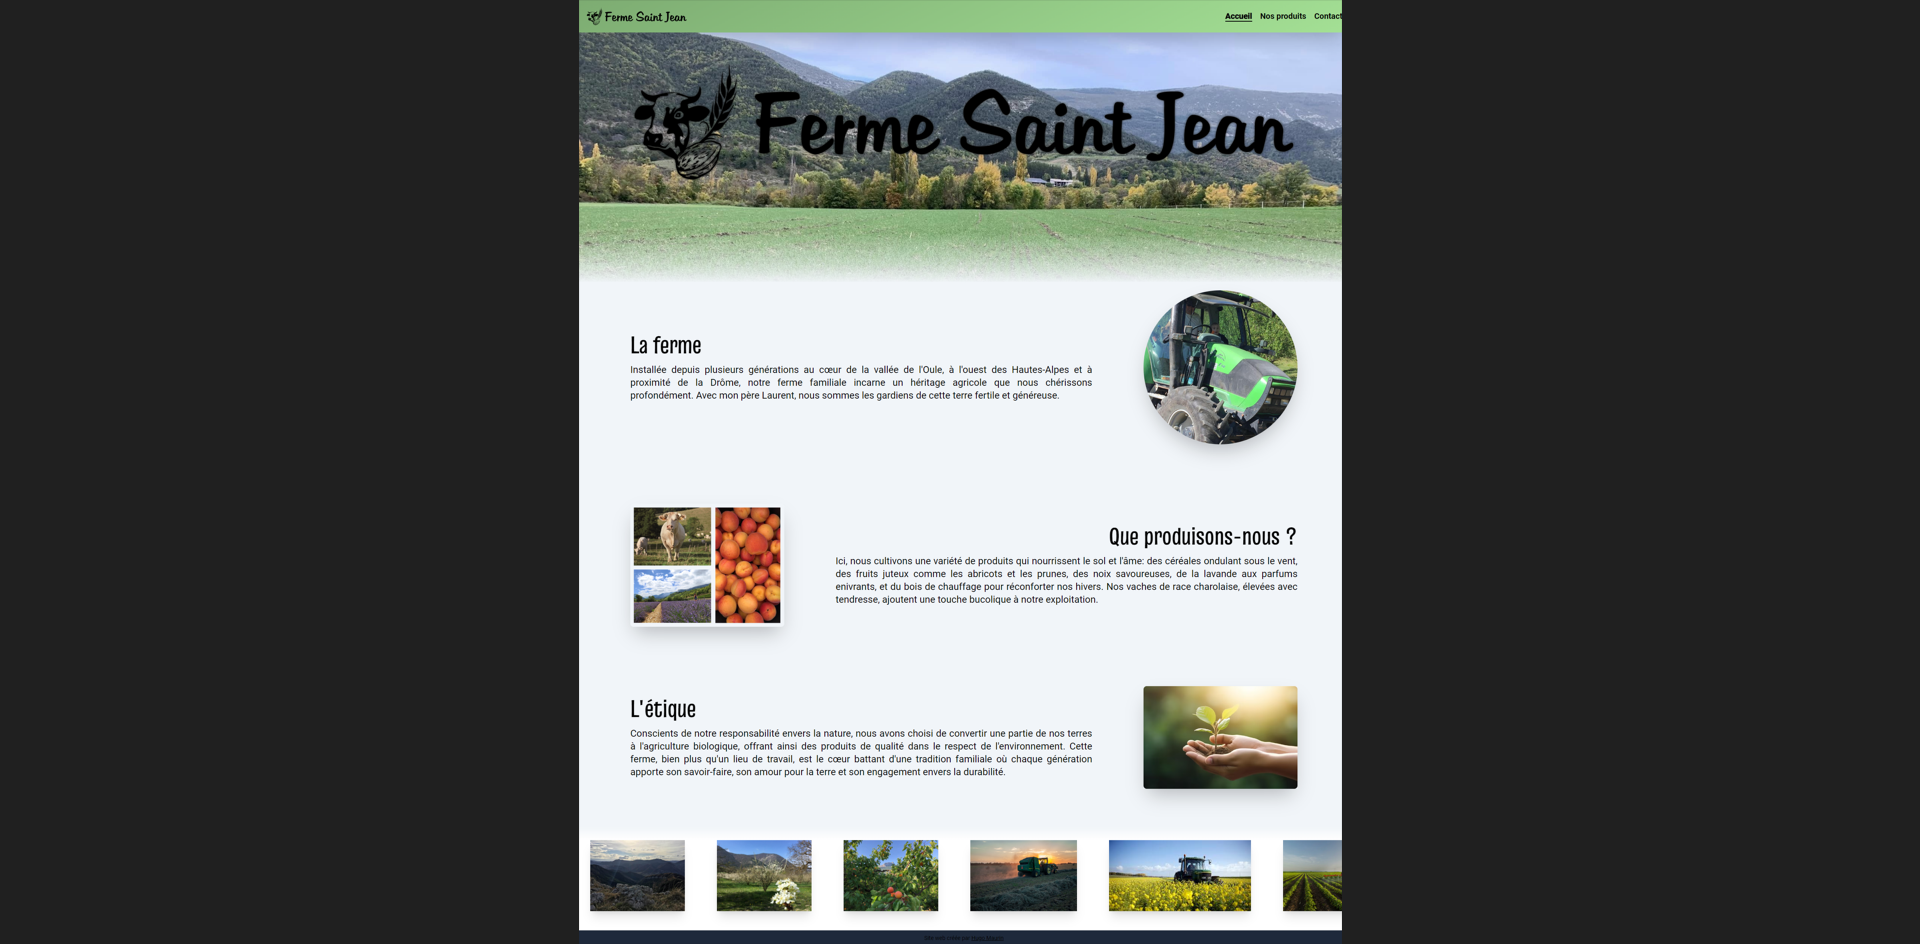 Ferme Saint Jean
Accueil Nos produits Contact
Ferme Saint Jean
La ferme
Installée depuis plusieurs générations au cœur de la vallée de l'Oule, à l'ouest des Hautes-Alpes et à
proximité de la Drôme, notre ferme familiale incarne un héritage agricole que nous chérissons
profondément. Avec mon père Laurent, nous sommes les gardiens de cette terre fertile et généreuse.
Que produisons-nous ?
Ici, nous cultivons une variété de produits qui nourrissent le sol et l'âme: des céréales ondulant sous le vent,
des fruits juteux comme les abricots et les prunes, des noix savoureuses, de la lavande aux parfums
enivrants, et du bois de chauffage pour réconforter nos hivers. Nos vaches de race charolaise, élevées avec
tendresse, ajoutent une touche bucolique à notre exploitation.
L'étique
Conscients de notre responsabilité envers la nature, nous avons choisi de convertir une partie de nos terres
à l'agriculture biologique, offrant ainsi des produits de qualité dans le respect de l'environnement. Cette
ferme, bien plus qu'un lieu de travail, est le cœur battant d'une tradition familiale où chaque génération
apporte son savoir-faire, son amour pour la terre et son engagement envers la durabilité.